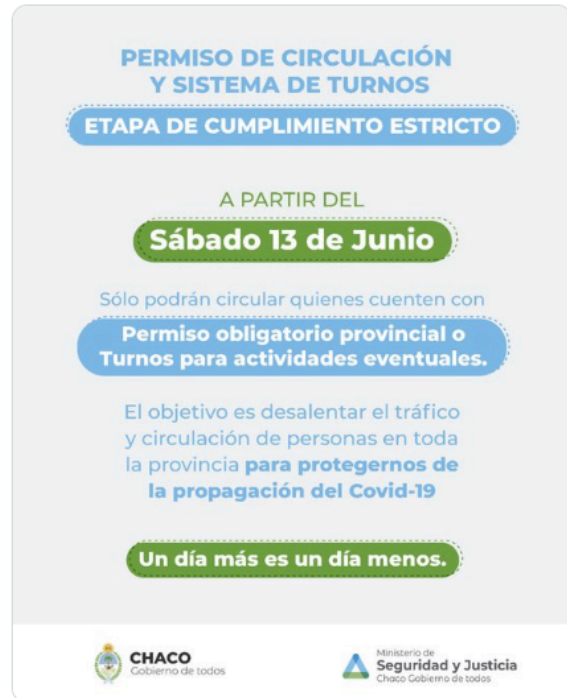 PERMISO DE CIRCULACIÓN
Y SISTEMA DE TURNOS
ETAPA DE CUMPLIMIENTO ESTRICTO
A PARTIR DEL
Sábado 13 de Junio
Sólo podrán circular quienes cuenten con
Permiso obligatorio provincial o
Turnos para actividades eventuales.
El objetivo es desalentar el tráfico
y circulación de personas en toda
la provincia para protegernos de
la propagación del Covid-19
Un día más es un día menos.
CHACO
Gobierno de todos
Ministerio de
Seguridad y Justicia
Chaco Gobierno de todos